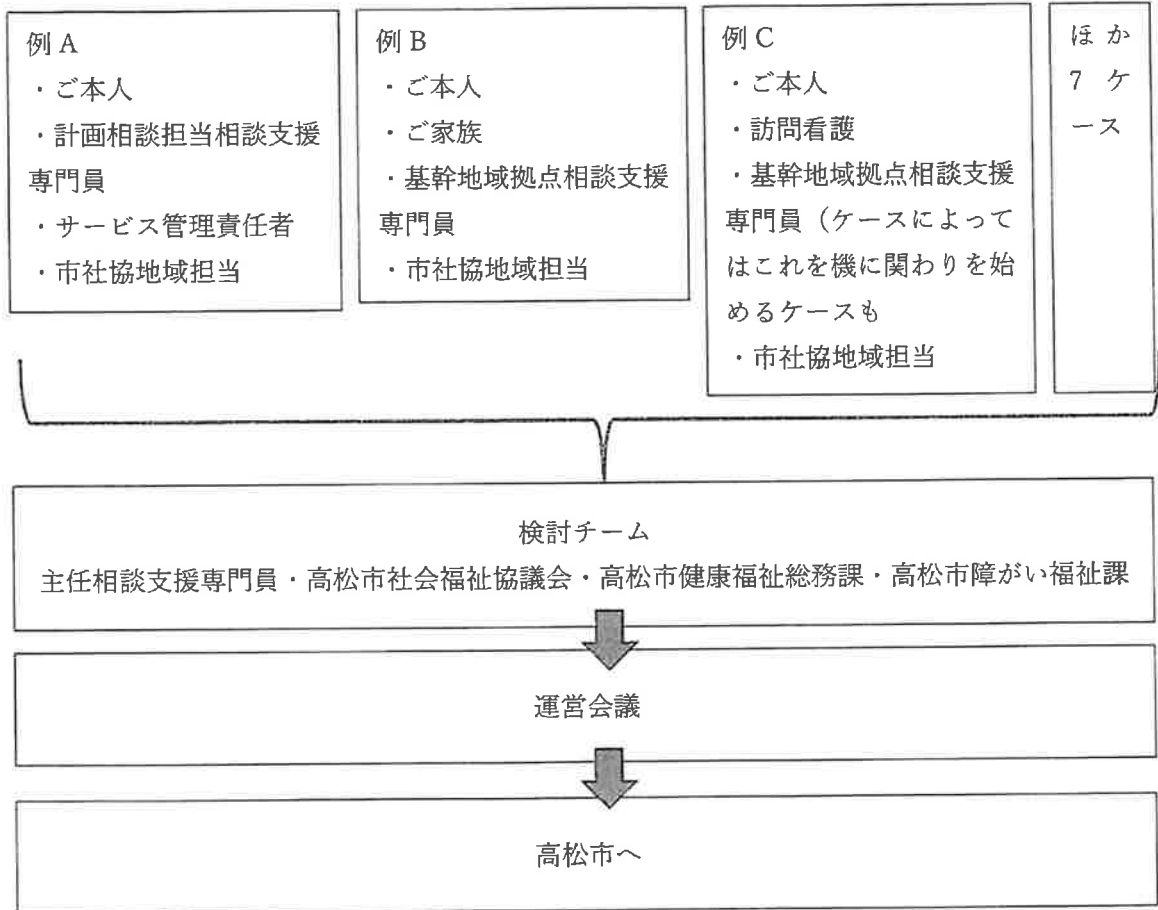 例 A
・ご本人
・計画相談担当相談支援
専門員
・サービス管理責任者
・市社協地域担当
例 B
・ご本人
・ご家族
・基幹地域拠点相談支援
専門員
・市社協地域担当
例 C
・ご本人
・訪問看護
・基幹地域拠点相談支援
専門員（ケースによって
はこれを機に関わりを始
めるケースも
・市社協地域担当
ほか
7ケ
ース
検討チーム
主任相談支援専門員・高松市社会福祉協議会・高松市健康福祉総務課・高松市障がい福祉課
運営会議
高松市へ